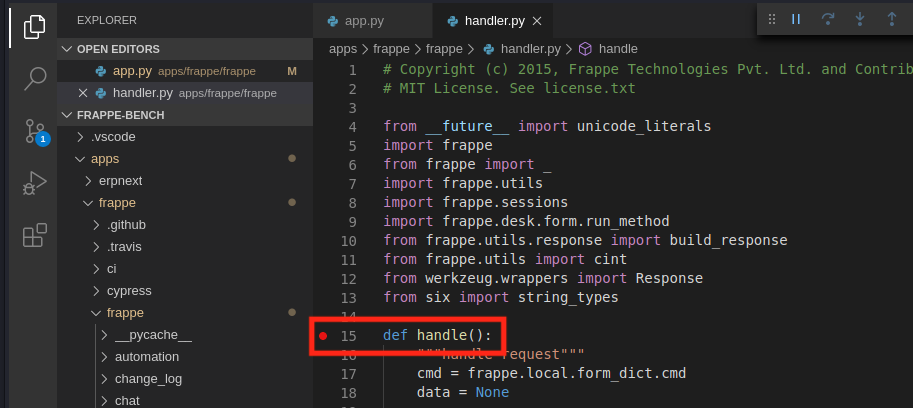 EXPLORER
OPEN EDITORS
app.py apps/frappe/frappe M
handler.py apps/frappe/frappe
FRAPPE-BENCH
.vscode
apps
erpnext
frappe
.github
.travis
ci
cypress
frappe
__pycache__
automation
change_log
chat
1
app.py
handler.py
apps > frappe > frappe > handler.py > handle
1 # Copyright (c) 2015, Frappe Technologies Pvt. Ltd. and Contrib
2 # MIT License. See license.txt
3
4 from __future__ import unicode_literals
5 import frappe
6 from frappe import _
7 import frappe.utils
8 import frappe.sessions
9 import frappe.desk.form.run_method
10 from frappe.utils.response import build_response
11 from frappe.utils import cint
12 from werkzeug.wrappers import Response
13 from six import string_types
14
15 def handle():
16 """handle request"""
17 cmd = frappe.local.form_dict.cmd
18 data = None